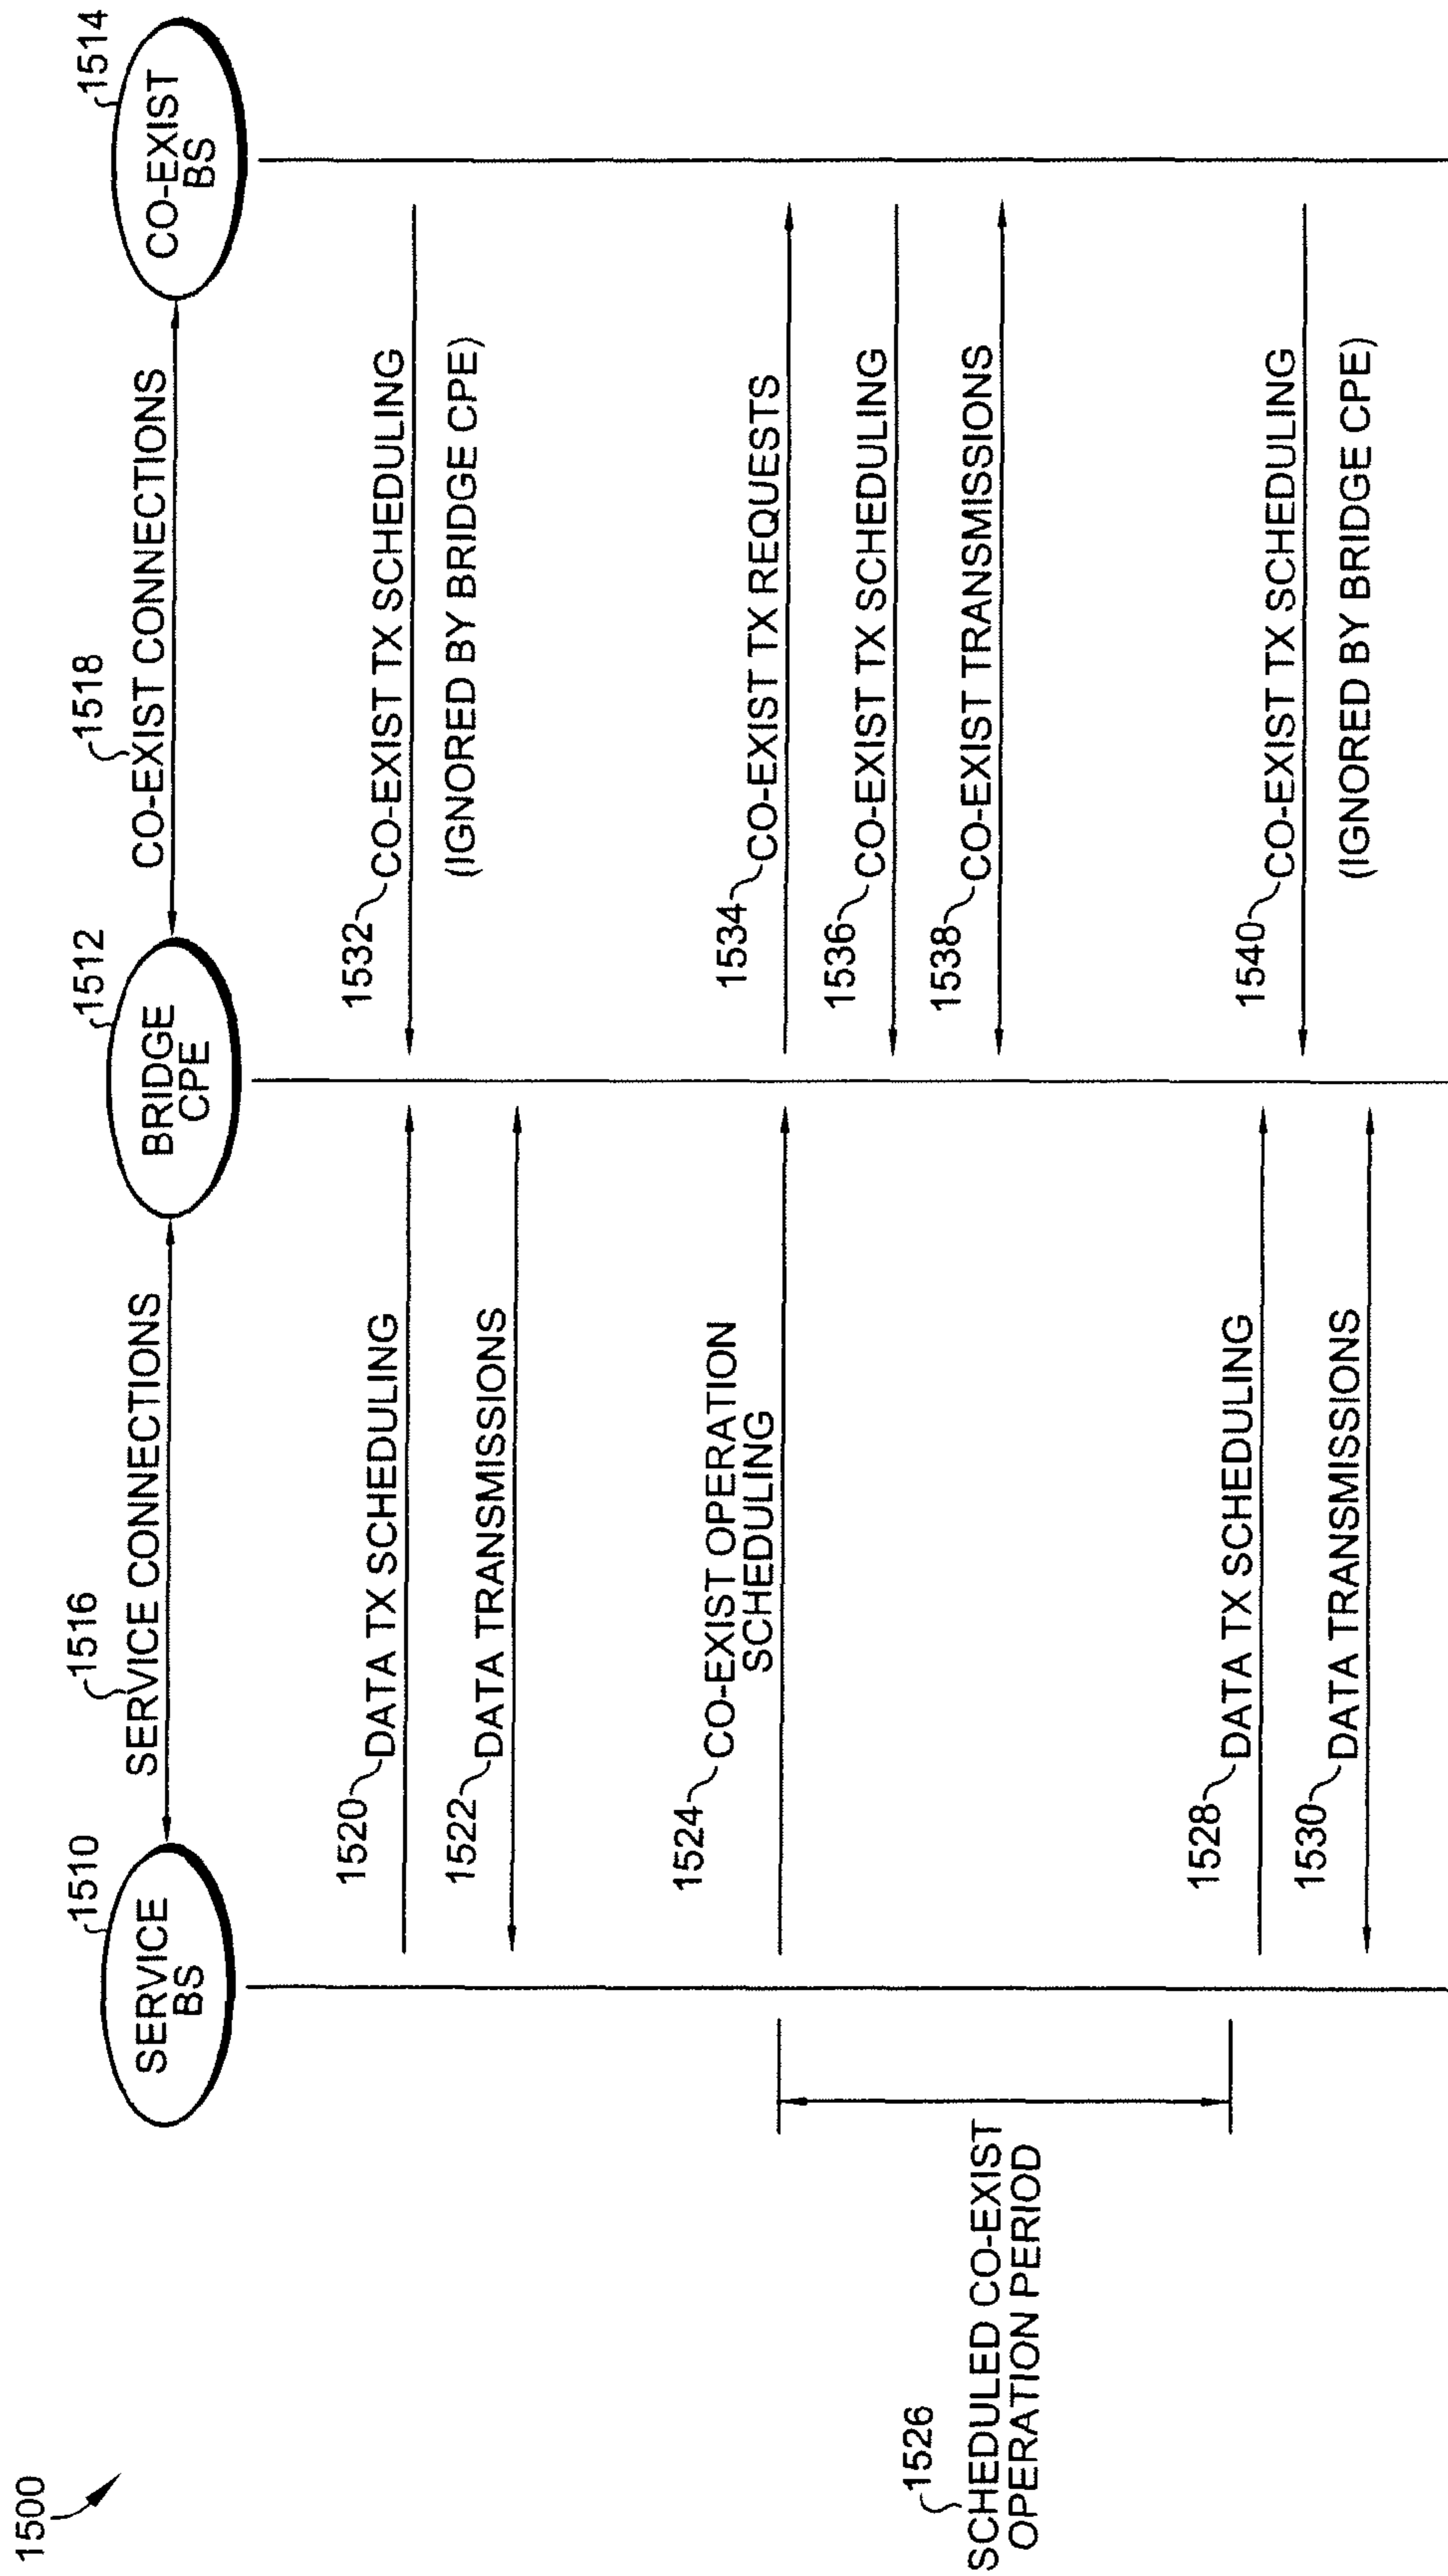 1500
1510
SERVICE
BS
1516
SERVICE CONNECTIONS
1512
BRIDGE
CPE
1518
CO-EXIST CONNECTIONS
1514
CO-EXIST
BS
1520
DATA TX SCHEDULING
1532
CO-EXIST TX SCHEDULING
(IGNORED BY BRIDGE CPE)
1522
DATA TRANSMISSIONS
1524
CO-EXIST OPERATION
SCHEDULING
1534
CO-EXIST TX REQUESTS
1526
SCHEDULED CO-EXIST
OPERATION PERIOD
1536
CO-EXIST TX SCHEDULING
1538
CO-EXIST TRANSMISSIONS
1528
DATA TX SCHEDULING
1540
CO-EXIST TX SCHEDULING
(IGNORED BY BRIDGE CPE)
1530
DATA TRANSMISSIONS